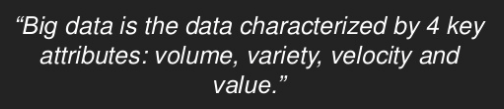 “Big data is the data characterized by 4 key
attributes: volume, variety, velocity and
value.”